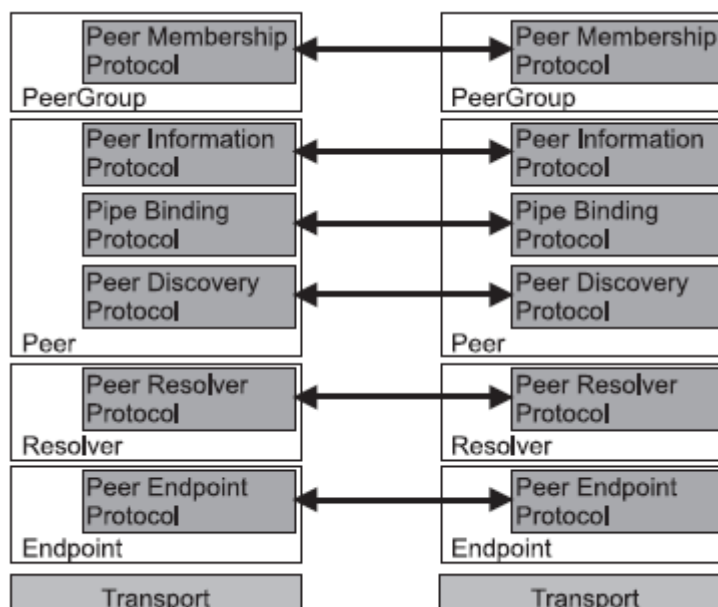 Peer Membership
Protocol
PeerGroup
Peer Information
Protocol
Pipe Binding
Protocol
Peer Discovery
Protocol
Peer
Peer Resolver
Protocol
Resolver
Peer Endpoint
Protocol
Endpoint
Transport
Peer Membership
Protocol
PeerGroup
Peer Information
Protocol
Pipe Binding
Protocol
Peer Discovery
Protocol
Peer
Peer Resolver
Protocol
Resolver
Peer Endpoint
Protocol
Endpoint
Transport